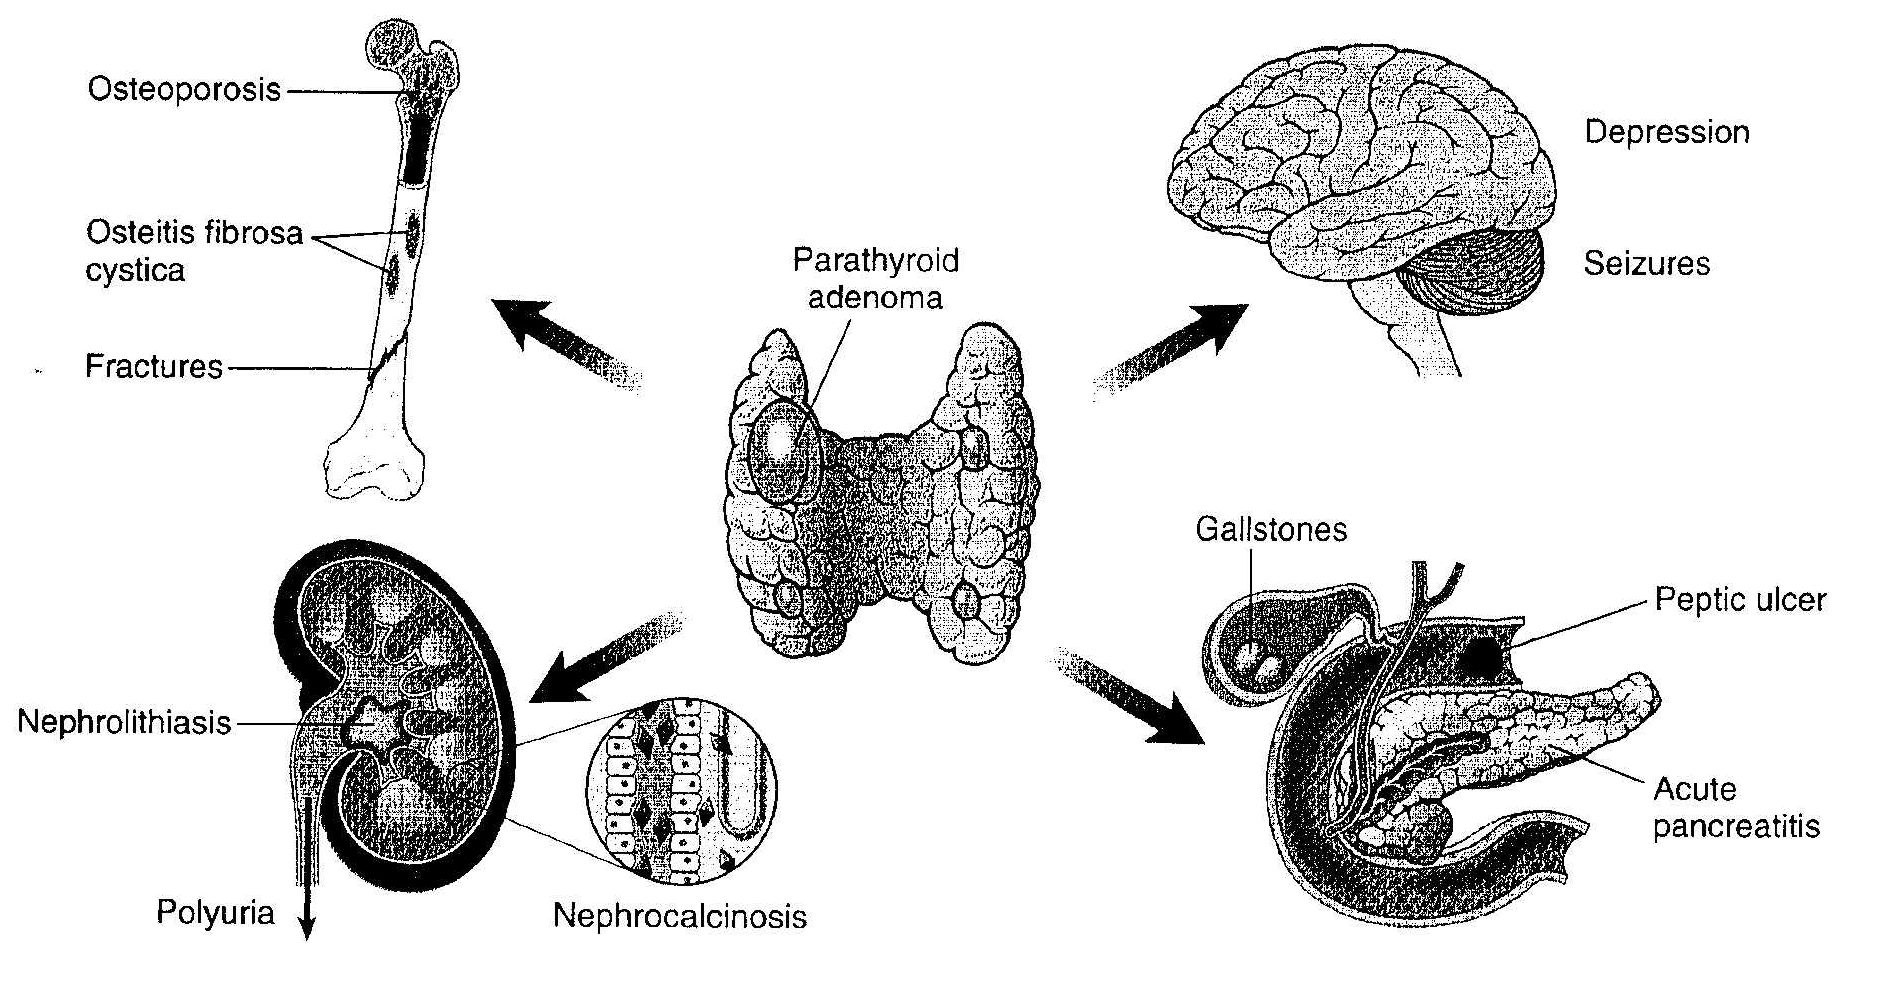 Osteoporosis
Osteitis fibrosa
cystica
Fractures
Parathyroid
adenoma
Depression
Seizures
Nephrolithiasis
Polyuria
Nephrocalcinosis
Gallstones
Peptic ulcer
Acute
pancreatitis